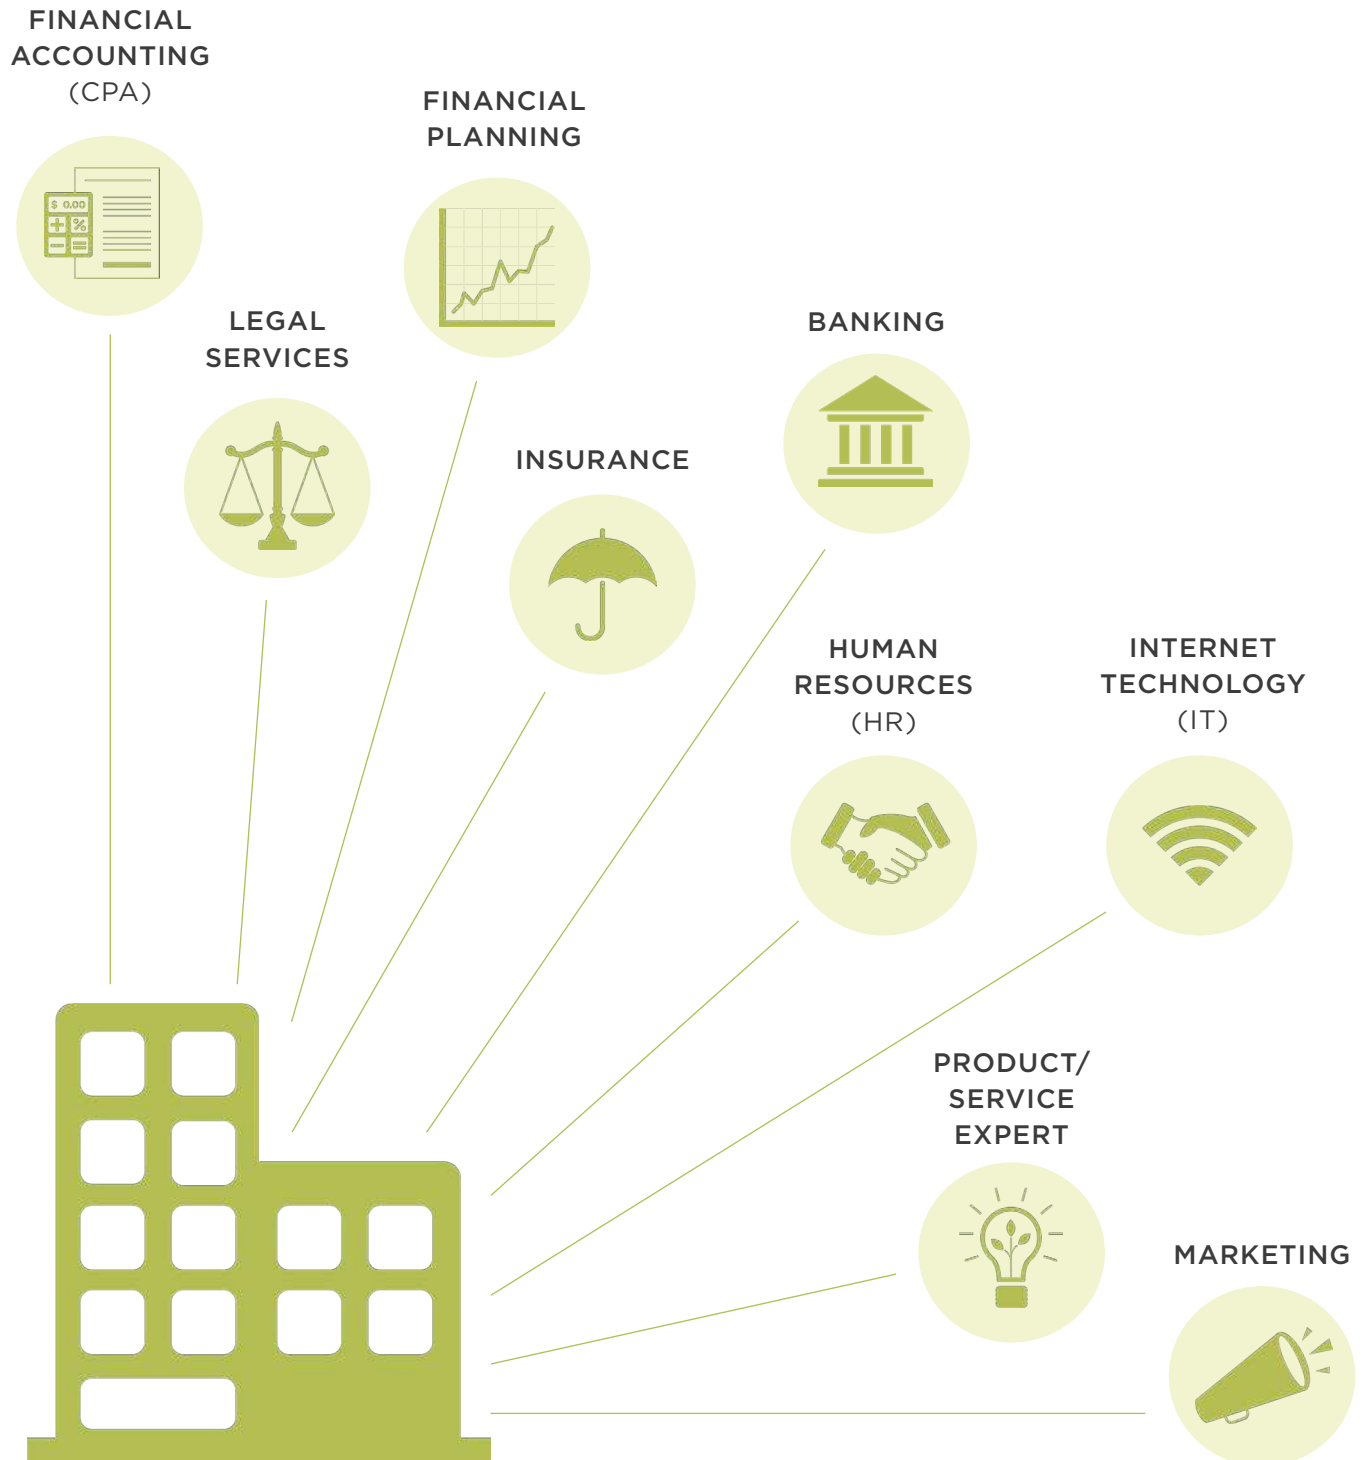 FINANCIAL
ACCOUNTING
(CPA)
FINANCIAL
PLANNING
$ 0.00
+ %
- =
LEGAL
SERVICES
BANKING
INSURANCE
HUMAN
RESOURCES
(HR)
INTERNET
TECHNOLOGY
(IT)
PRODUCT/
SERVICE
EXPERT
MARKETING